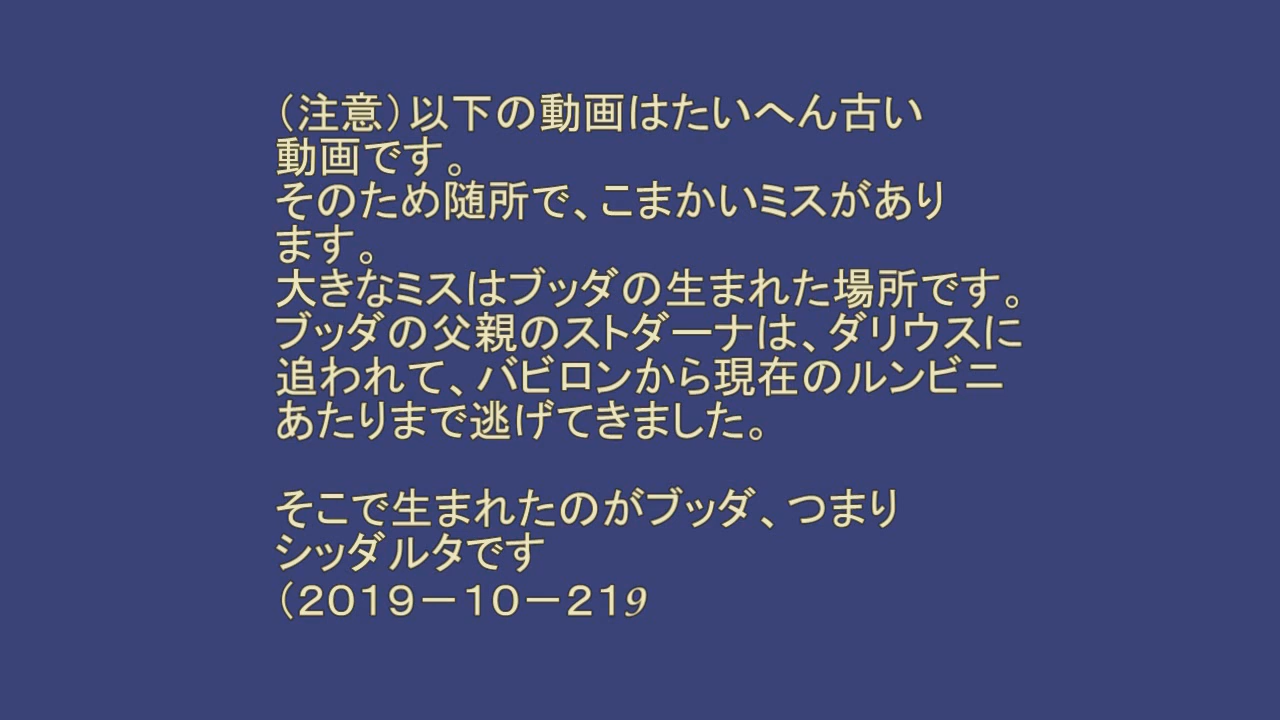 （注意）以下の動画はたいへん古い
動画です。
そのため随所で、こまかいミスがあり
ます。
大きなミスはブッダの生まれた場所です。
ブッダの父親のストダーナは、ダリウスに
追われて、バビロンから現在のルンビニ
あたりまで逃げてきました。
そこで生まれたのがブッダ、つまり
シッダルタです
（２０１９－１０－２１9